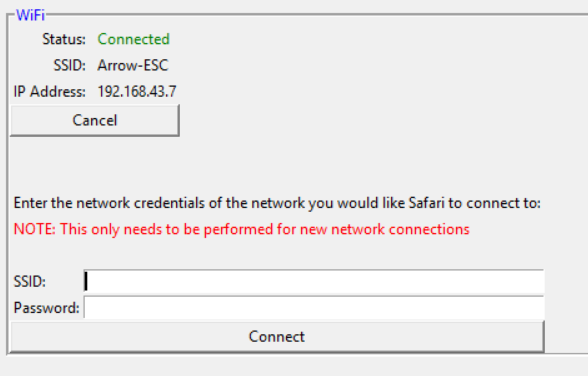 WiFi
Status: Connected
SSID: Arrow-ESC
IP Address: 192.168.43.7
Cancel
Enter the network credentials of the network you would like Safari to connect to:
NOTE: This only needs to be performed for new network connections
SSID:
Password:
Connect